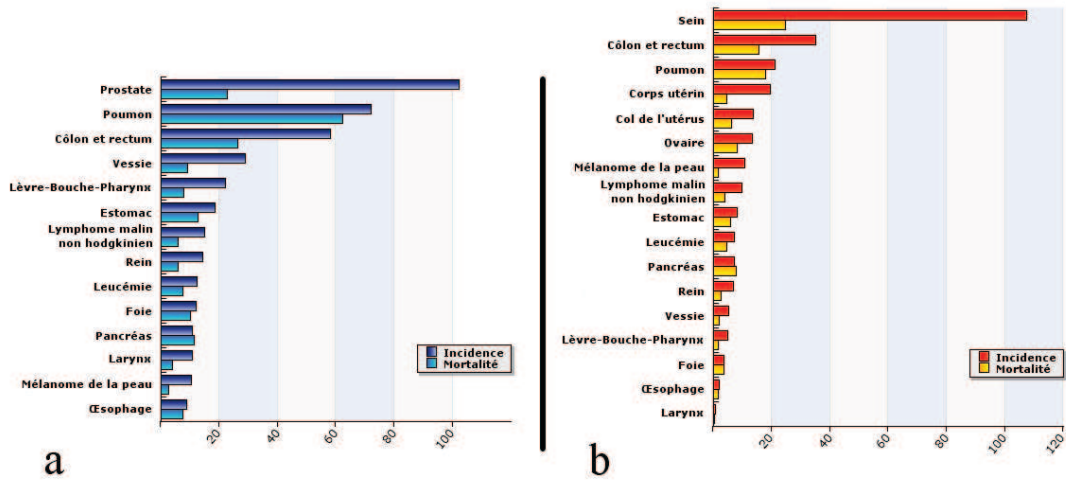 Prostate
Poumon
Côlon et rectum
Vessie
Lèvre-Bouche-Pharynx
Estomac
Lymphome malin
non hodgkinien
Rein
Leucémie
Foie
Pancréas
Larynx
Mélanome de la peau
Œsophage
Incidence
Mortalité
20
40
60
80
100
a
Sein
Côlon et rectum
Poumon
Corps utérin
Col de l'utérus
Ovaire
Mélanome de la peau
Lymphome malin
non hodgkinien
Estomac
Leucémie
Pancréas
Rein
Vessie
Lèvre-Bouche-Pharynx
Foie
Œsophage
Larynx
Incidence
Mortalité
0
20
40
60
80
100
120
b